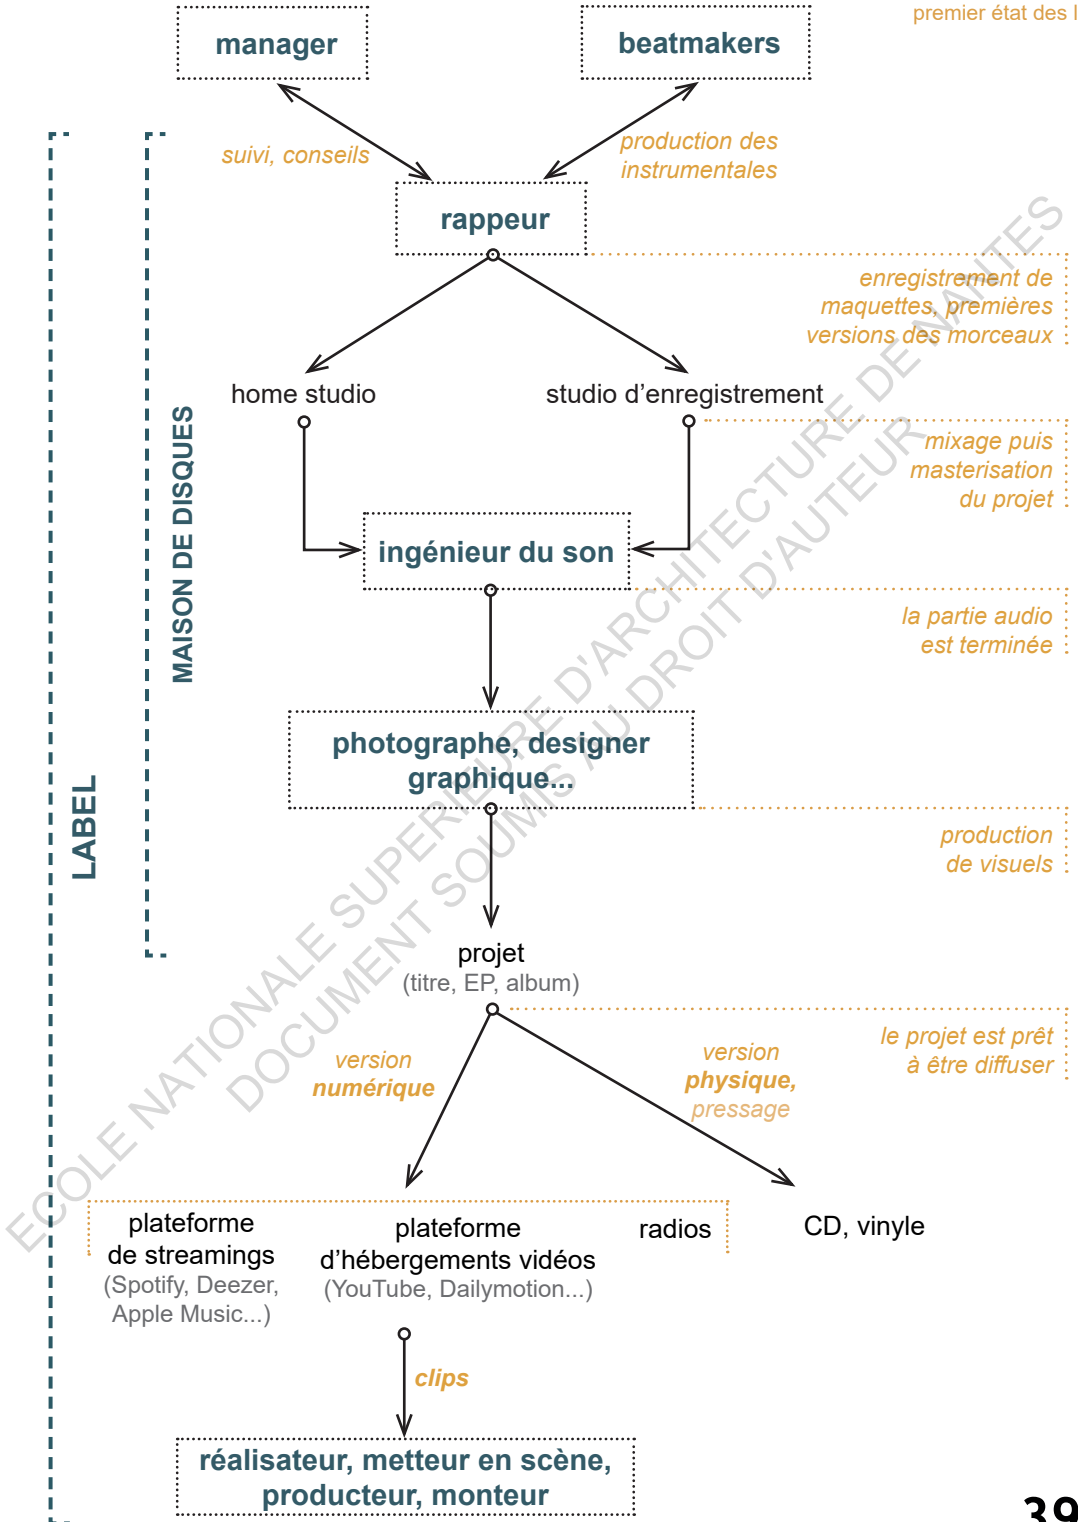 premier état des l
manager
beatmakers
suivi, conseils
production des
instrumentales
rappeur
enregistrement de
maquettes, premières
versions des morceaux
home studio
studio d’enregistrement
mixage puis
masterisation
du projet
MAISON DE DISQUES
ingénieur du son
la partie audio
est terminée
photographe, designer
graphique...
LABEL
production
de visuels
projet
(titre, EP, album)
le projet est prêt
à être diffuser
version
numérique
version
physique,
pressage
plateforme
de streamings
(Spotify, Deezer,
Apple Music...)
plateforme
d’hébergements vidéos
(YouTube, Dailymotion...)
radios
CD, vinyle
clips
réalisateur, metteur en scène,
producteur, monteur
39
ECOLE NATIONALE SUPERIEURE D'ARCHITECTURE DE NANTES
DOCUMENT SOUMIS AU DROIT D'AUTEUR